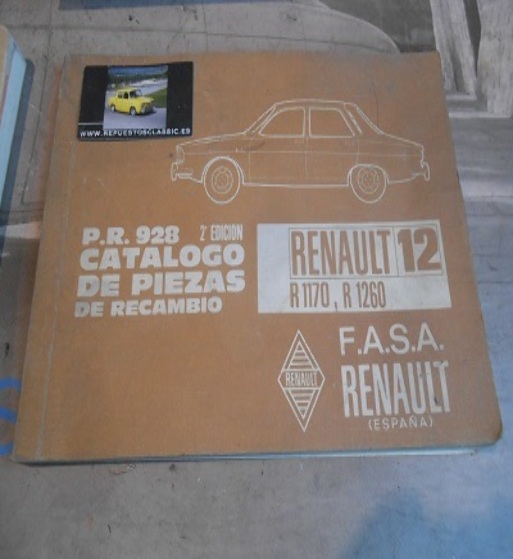 WWW.REPUESTOSCLASSIC.ES
P.R. 928 2ª EDICION
CATALOGO
DE PIEZAS
DE RECAMBIO
RENAULT 12
R 1170, R 1260
RENAULT
F.A.S.A.
RENAULT
(ESPAÑA)